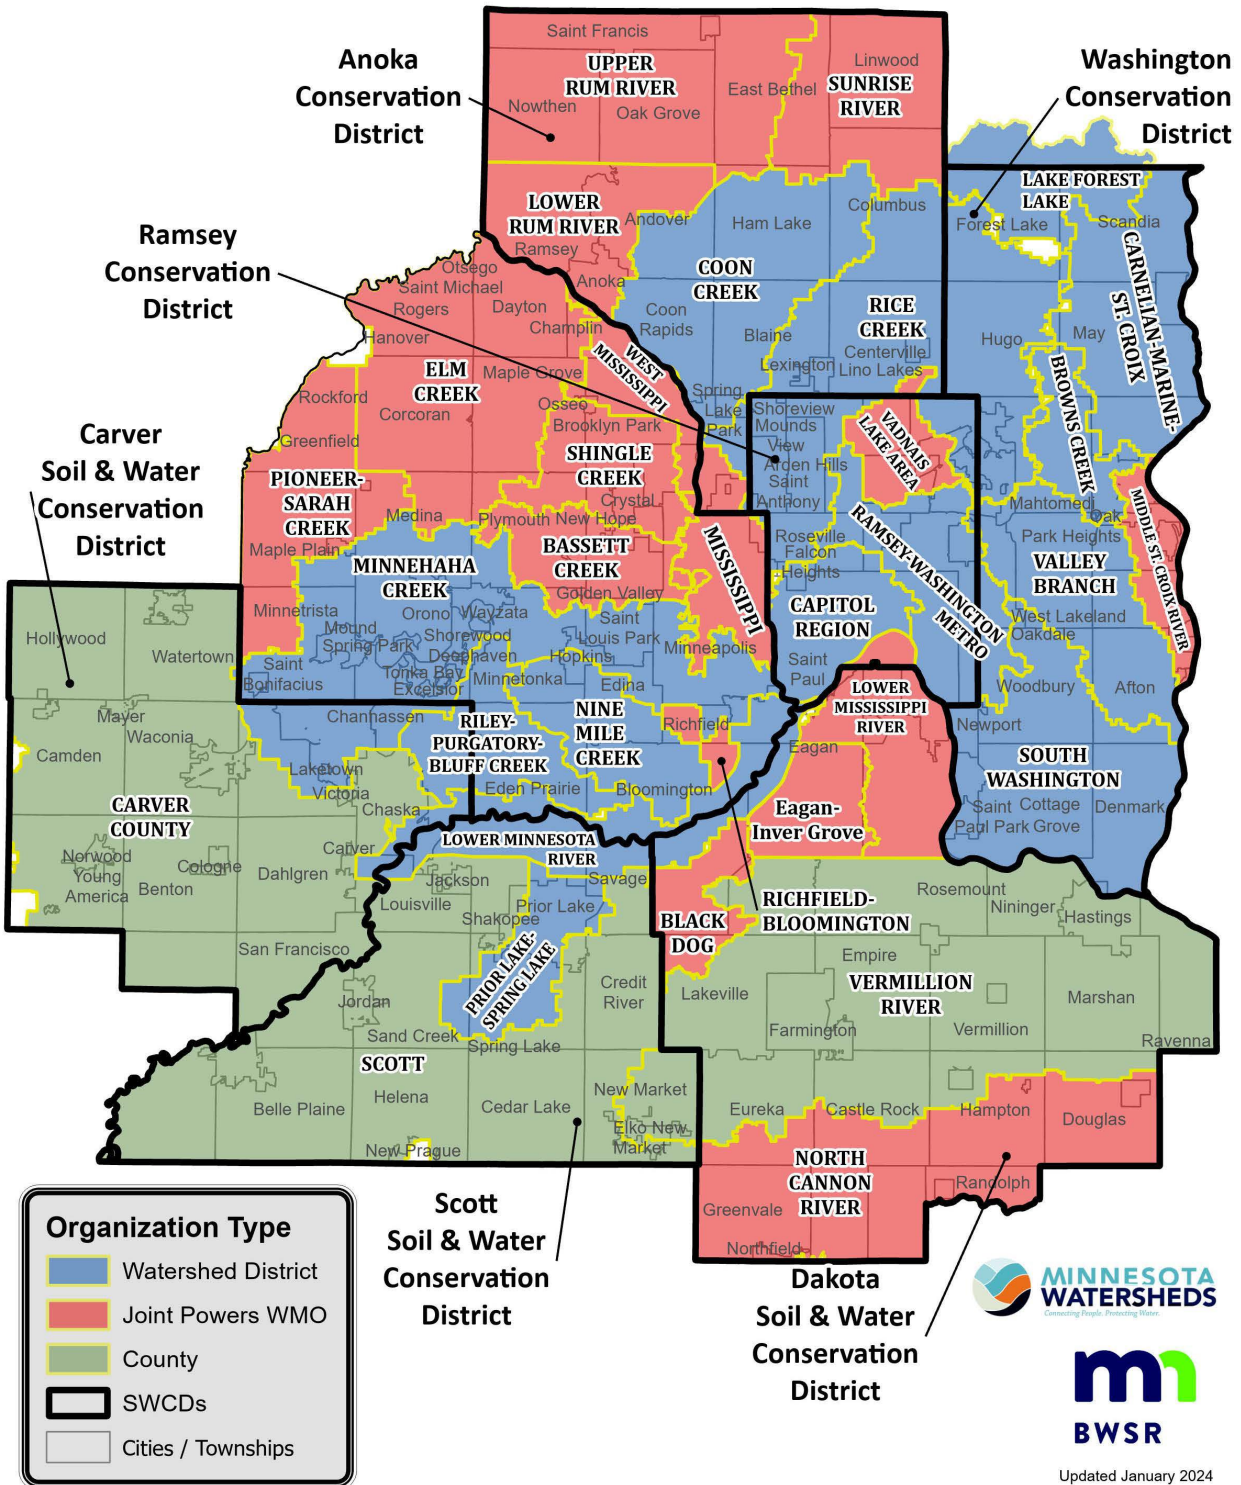 Anoka
Conservation
District
Washington
Conservation
District
Ramsey
Conservation
District
Carver
Soil & Water
Conservation
District
Saint Francis
UPPER
RUM RIVER
Nowthen
Oak Grove
East Bethel
Linwood
SUNRISE
RIVER
LOWER
RUM RIVER
Andover
Ramsey
Anoka
Ham Lake
Columbus
COON
CREEK
Coon
Rapids
Blaine
RICE
CREEK
Centerville
Lexington
Lino Lakes
Spring
Lake
Park
LAKE FOREST
LAKE
Forest Lake
Scandia
CARNELIAN-MARINE-
ST. CROIX
Hugo
May
BROWNS CREEK
Otsego
Saint Michael
Rogers
Dayton
Champlin
Hanover
WEST
MISSISSIPPI
ELM
CREEK
Maple Grove
Rockford
Corcoran
Osseo
Brooklyn Park
Greenfield
SHINGLE
CREEK
PIONEER-
SARAH
CREEK
Crystal
Medina
Plymouth
New Hope
Maple Plain
BASSETT
CREEK
Golden Valley
MINNEHAHA
CREEK
Minnetrista
Orono
Wayzata
Mound
Spring Park
Shorewood
Deephaven
Saint
Louis Park
Hopkins
Minneapolis
MISSISSIPPI
Saint
Bonifacius
Tonka Bay
Excelsior
Minnetonka
Edina
Shoreview
Mounds
View
Arden Hills
Saint
Anthony
VADNAIS
LAKE AREA
Roseville
Falcon
Heights
RAMSEY-WASHINGTON
METRO
CAPITOL
REGION
Saint
Paul
Mahtomedi
Oak
Park Heights
VALLEY
BRANCH
MIDDLE ST. CROIX RIVER
West Lakeland
Oakdale
Woodbury
Afton
Newport
SOUTH
WASHINGTON
Saint
Paul Park
Cottage
Grove
Denmark
Hollywood
Watertown
Mayer
Waconia
Camden
CARVER
COUNTY
Chanhassen
Laketown
Victoria
Chaska
Carver
Norwood
Young
America
Cologne
Benton
Dahlgren
San Francisco
RILEY-
PURGATORY-
BLUFF CREEK
NINE
MILE
CREEK
Richfield
Eden Prairie
Bloomington
LOWER MINNESOTA
RIVER
LOWER
MISSISSIPPI
RIVER
Eagan
Eagan-
Inver Grove
RICHFIELD-
BLOOMINGTON
BLACK
DOG
Jackson
Louisville
Shakopee
Savage
Prior Lake
PRIOR LAKE-
SPRING LAKE
Credit
River
Jordan
Sand Creek
Spring Lake
SCOTT
Helena
Belle Plaine
Cedar Lake
New Market
Elko New
Market
New Prague
Rosemount
Nininger
Hastings
Empire
VERMILLION
RIVER
Lakeville
Marshan
Farmington
Vermillion
Ravenna
Eureka
Castle Rock
Hampton
Douglas
NORTH
CANNON
RIVER
Randolph
Greenvale
Northfield
Scott
Soil & Water
Conservation
District
Dakota
Soil & Water
Conservation
District
Organization Type
Watershed District
Joint Powers WMO
County
SWCDs
Cities / Townships
MINNESOTA
WATERSHEDS
Connecting People. Protecting Water.
mn
BWSR
Updated January 2024